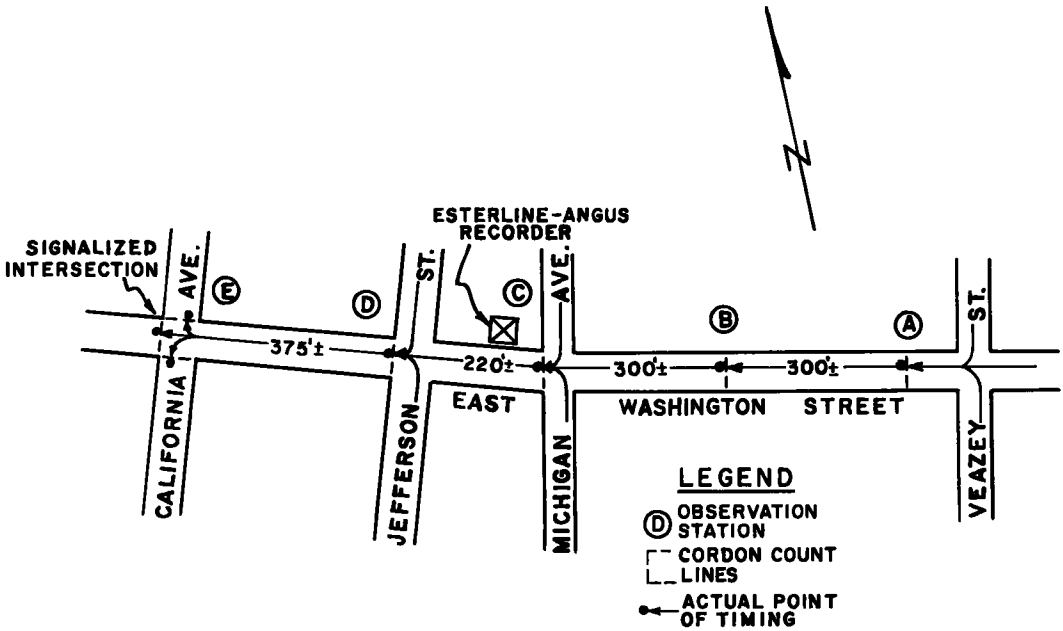 N
ESTERLINE-ANGUS
RECORDER
SIGNALIZED
INTERSECTION
AVE.
E
D
ST.
C
AVE.
B
A
ST.
375'±
220'±
300'±
300'±
EAST WASHINGTON STREET
CALIFORNIA
JEFFERSON
MICHIGAN
VEAZEY
LEGEND
D OBSERVATION
STATION
CORDON COUNT
LINES
ACTUAL POINT
OF TIMING